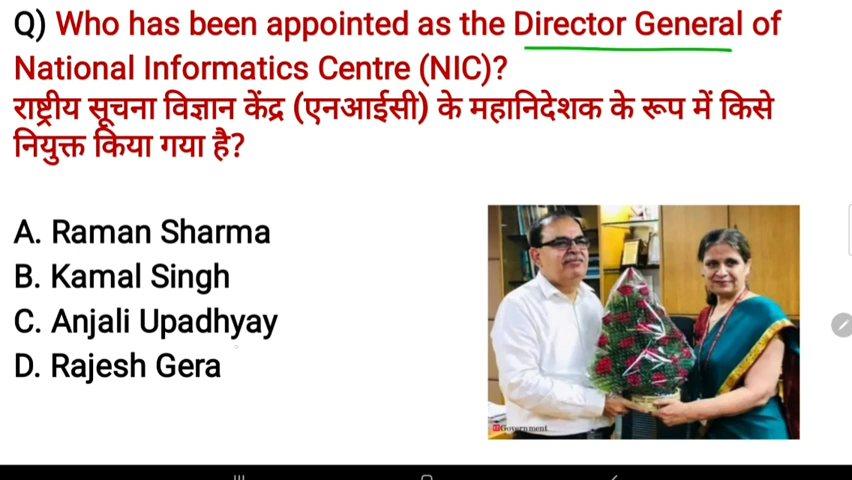 Q) Who has been appointed as the Director General of
National Informatics Centre (NIC)?
राष्ट्रीय सूचना विज्ञान केंद्र (एनआईसी) के महानिदेशक के रूप में किसे
नियुक्त किया गया है?
A. Raman Sharma
B. Kamal Singh
C. Anjali Upadhyay
D. Rajesh Gera
Government